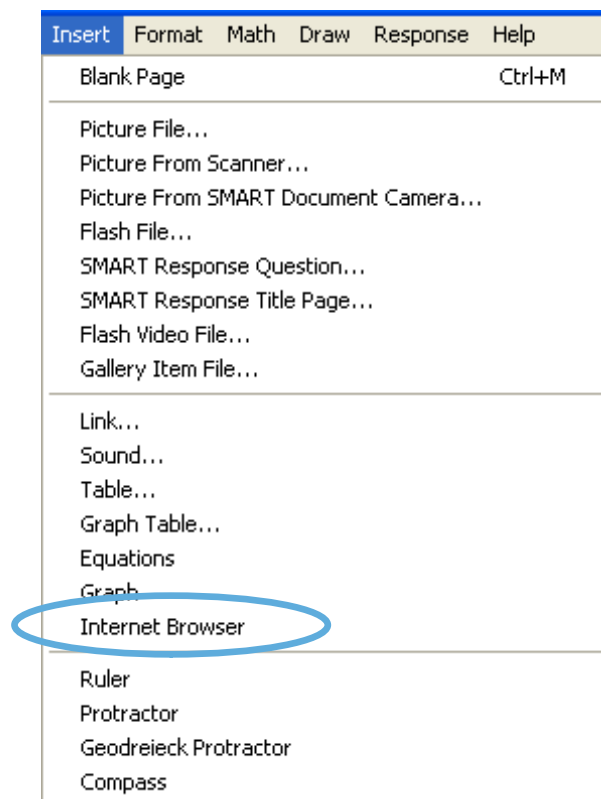 Insert Format Math Draw Response Help
Blank Page Ctrl+M
Picture File...
Picture From Scanner...
Picture From SMART Document Camera...
Flash File...
SMART Response Question...
SMART Response Title Page...
Flash Video File...
Gallery Item File...
Link...
Sound...
Table...
Graph Table...
Equations
Graph
Internet Browser
Ruler
Protractor
Geodreieck Protractor
Compass